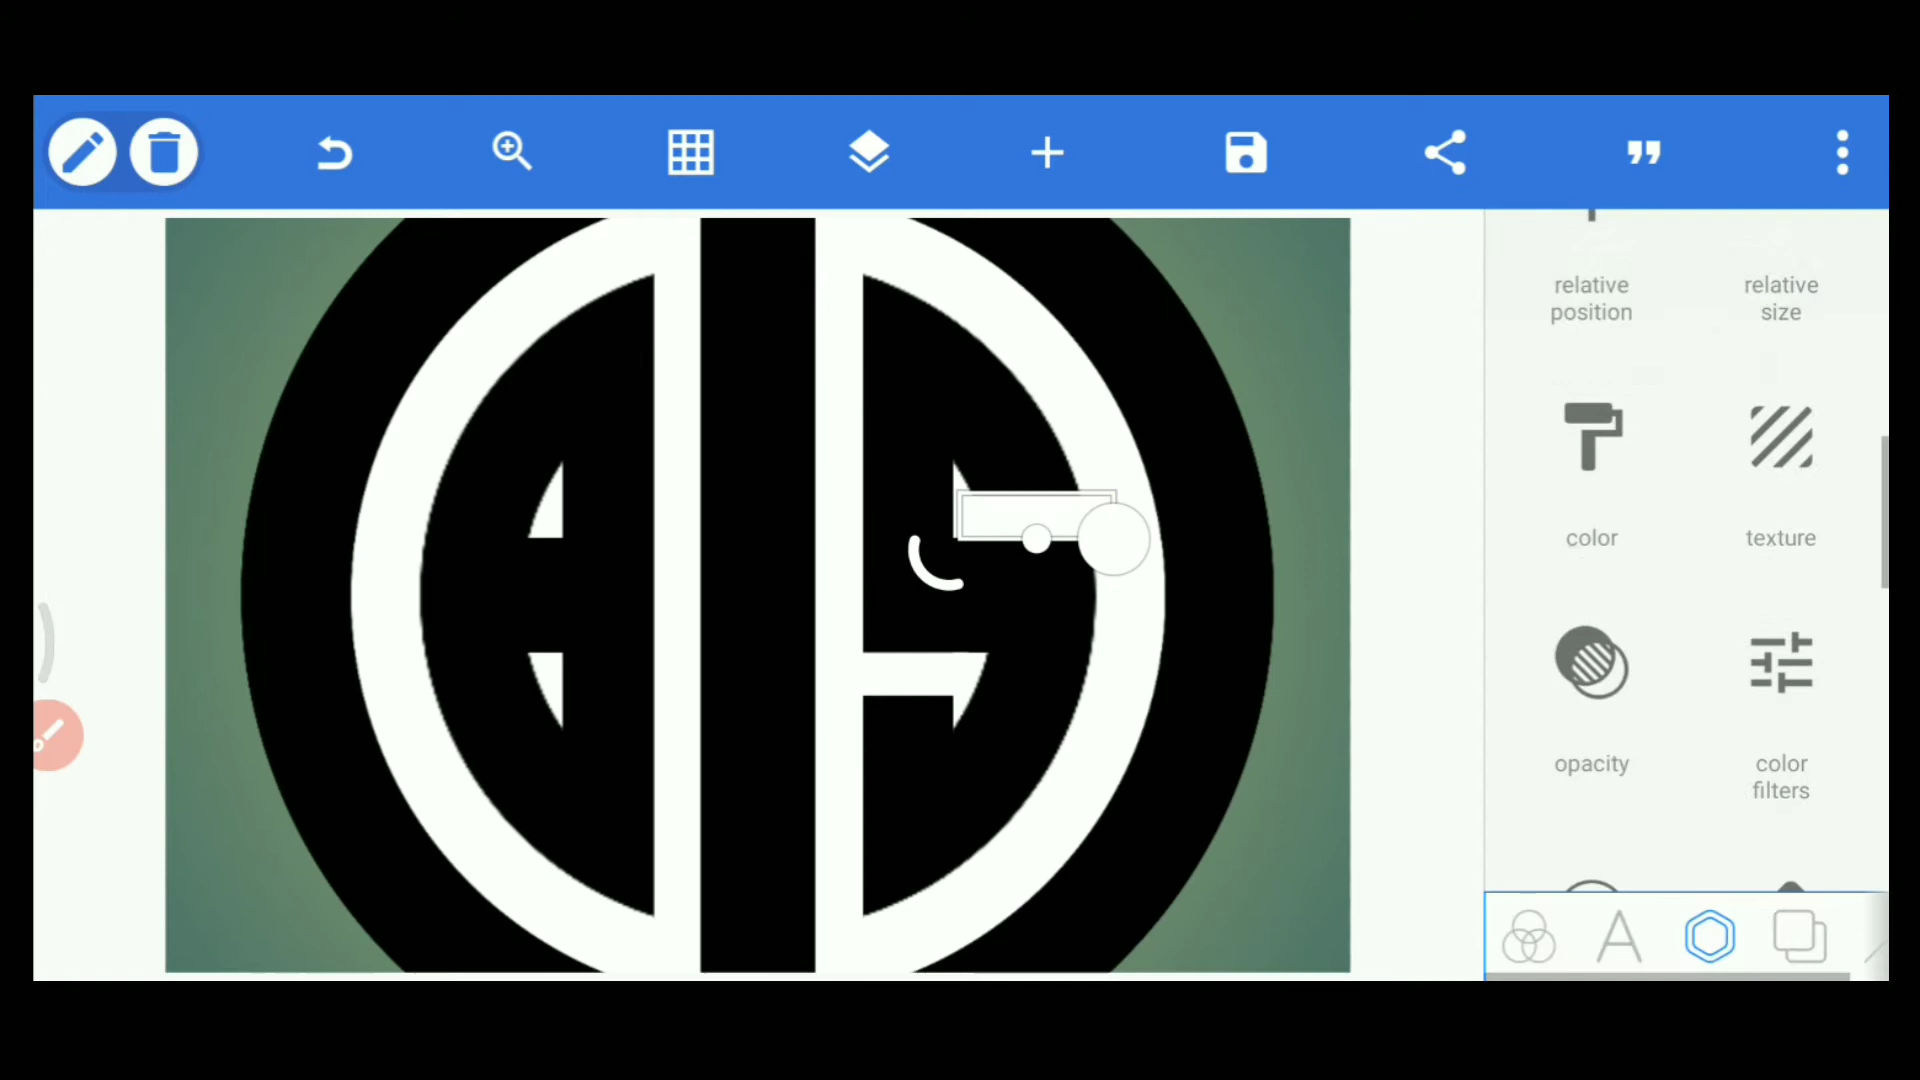 relative
position
relative
size
color
texture
opacity
color
filters